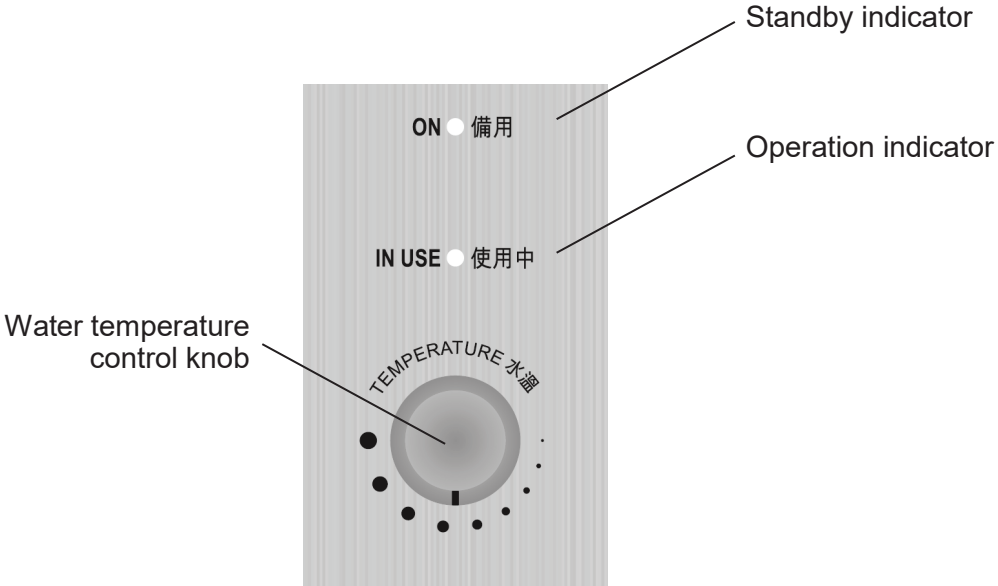 Standby indicator
ON 備用
Operation indicator
IN USE 使用中
Water temperature
control knob
TEMPERATURE 水溫